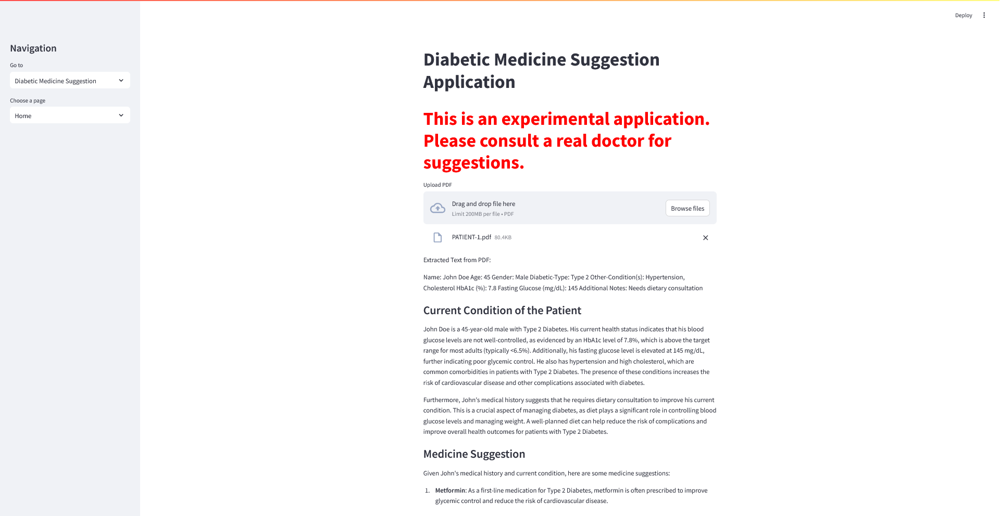 Deploy
Navigation
Go to
Diabetic Medicine Suggestion
Choose a page
Home
Diabetic Medicine Suggestion
Application
This is an experimental application.
Please consult a real doctor for
suggestions.
Upload PDF
Drag and drop file here
Limit 200MB per file • PDF
Browse files
PATIENT-1.pdf 80.4KB
Extracted Text from PDF:
Name: John Doe Age: 45 Gender: Male Diabetic-Type: Type 2 Other-Condition(s): Hypertension,
Cholesterol HbA1c (%): 7.8 Fasting Glucose (mg/dL): 145 Additional Notes: Needs dietary consultation
Current Condition of the Patient
John Doe is a 45-year-old male with Type 2 Diabetes. His current health status indicates that his blood
glucose levels are not well-controlled, as evidenced by an HbA1c level of 7.8%, which is above the target
range for most adults (typically <6.5%). Additionally, his fasting glucose level is elevated at 145 mg/dL,
further indicating poor glycemic control. He also has hypertension and high cholesterol, which are
common comorbidities in patients with Type 2 Diabetes. The presence of these conditions increases the
risk of cardiovascular disease and other complications associated with diabetes.
Furthermore, John's medical history suggests that he requires dietary consultation to improve his current
condition. This is a crucial aspect of managing diabetes, as diet plays a significant role in controlling blood
glucose levels and managing weight. A well-planned diet can help reduce the risk of complications and
improve overall health outcomes for patients with Type 2 Diabetes.
Medicine Suggestion
Given John's medical history and current condition, here are some medicine suggestions:
1. Metformin: As a first-line medication for Type 2 Diabetes, metformin is often prescribed to improve
glycemic control and reduce the risk of cardiovascular disease.